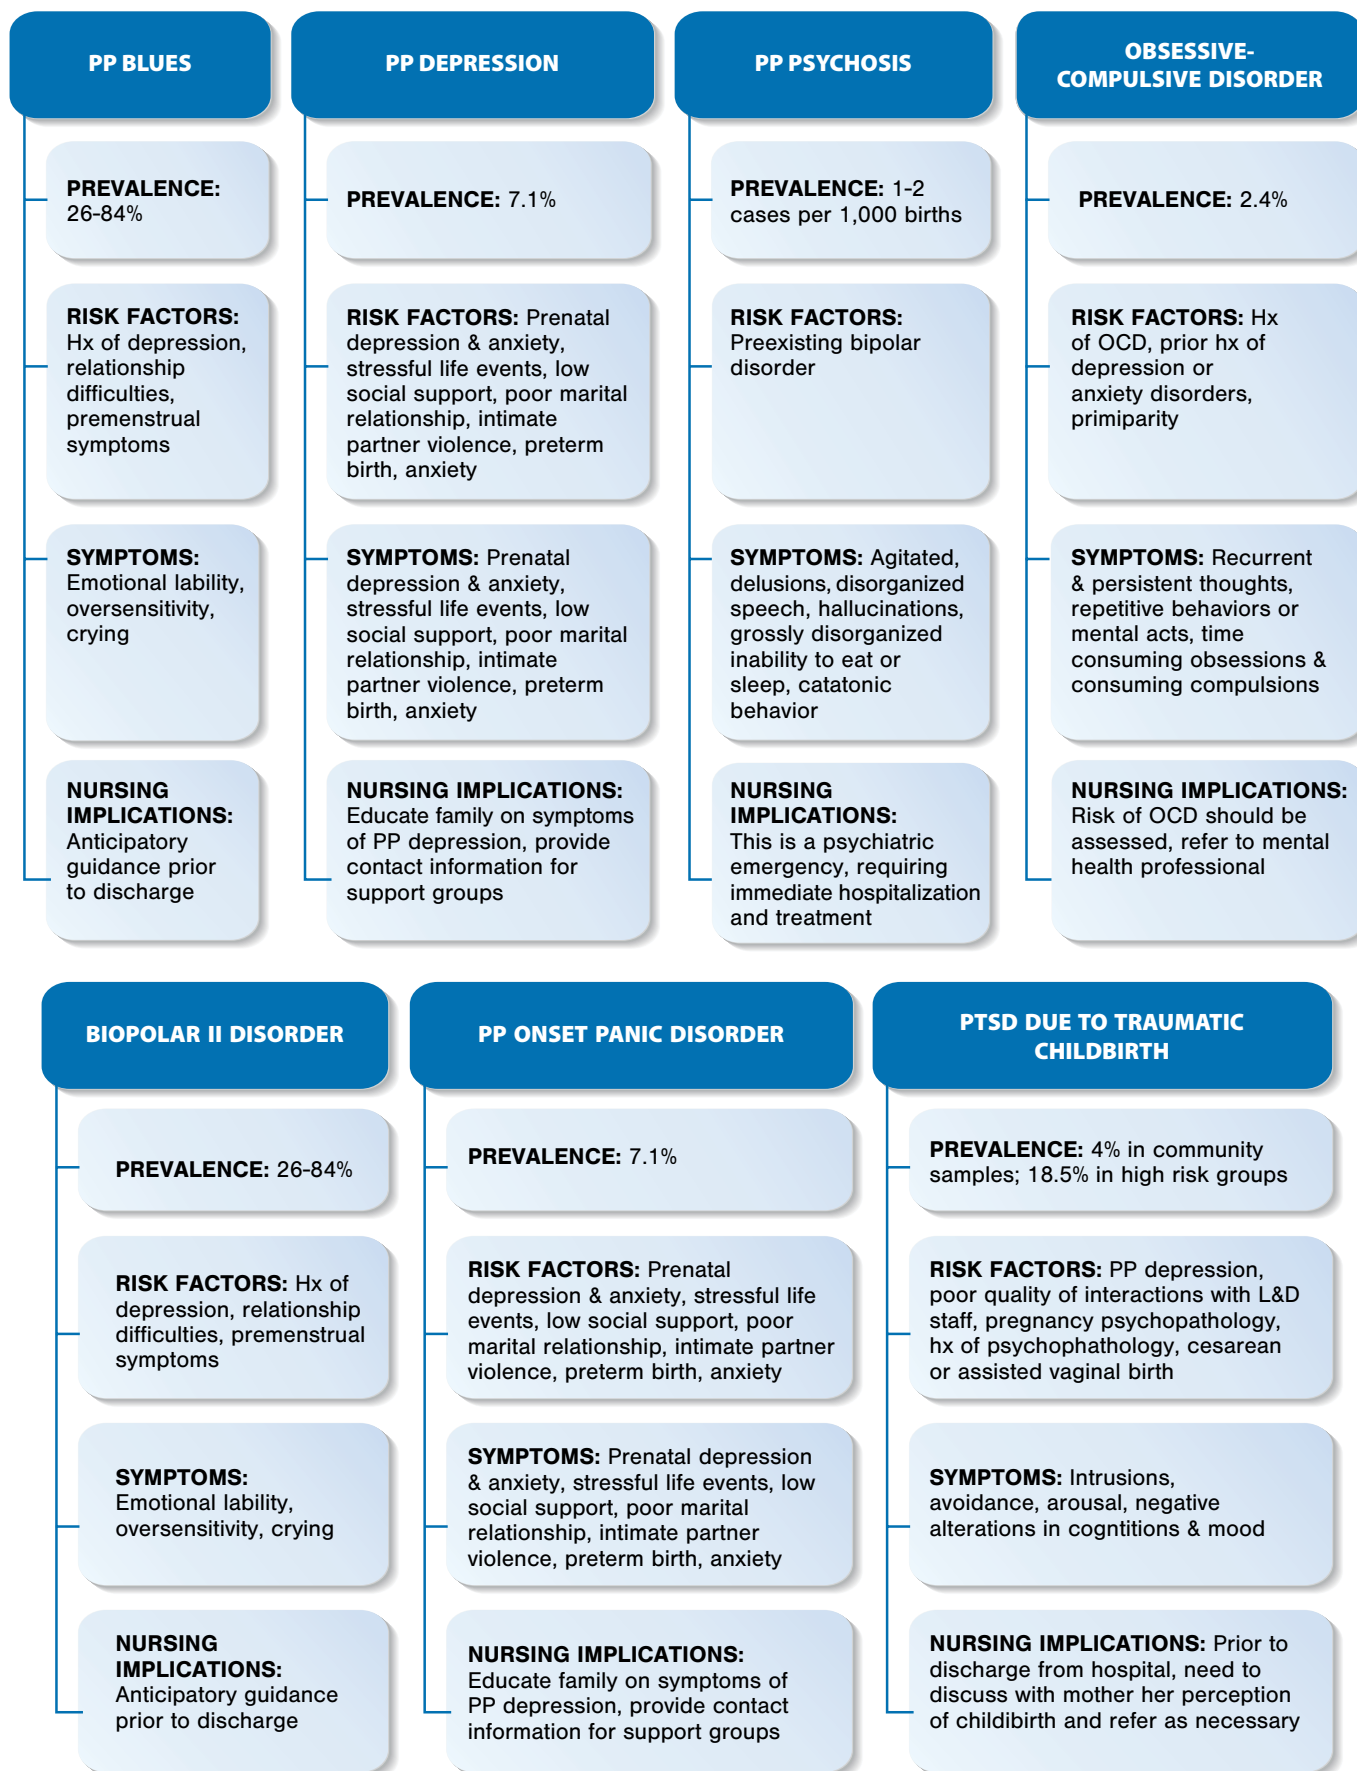 PP BLUES
PREVALENCE:
26-84%
RISK FACTORS:
Hx of depression,
relationship
difficulties,
premenstrual
symptoms
SYMPTOMS:
Emotional lability,
oversensitivity,
crying
NURSING
IMPLICATIONS:
Anticipatory
guidance prior
to discharge
PP DEPRESSION
PREVALENCE: 7.1%
RISK FACTORS: Prenatal
depression & anxiety,
stressful life events, low
social support, poor marital
relationship, intimate
partner violence, preterm
birth, anxiety
SYMPTOMS: Prenatal
depression & anxiety,
stressful life events, low
social support, poor marital
relationship, intimate
partner violence, preterm
birth, anxiety
NURSING IMPLICATIONS:
Educate family on symptoms
of PP depression, provide
contact information for
support groups
PP PSYCHOSIS
PREVALENCE: 1-2
cases per 1,000 births
RISK FACTORS:
Preexisting bipolar
disorder
SYMPTOMS: Agitated,
delusions, disorganized
speech, hallucinations,
grossly disorganized
inability to eat or
sleep, catatonic
behavior
NURSING
IMPLICATIONS:
This is a psychiatric
emergency, requiring
immediate hospitalization
and treatment
OBSESSIVE-
COMPULSIVE DISORDER
PREVALENCE: 2.4%
RISK FACTORS: Hx
of OCD, prior hx of
depression or
anxiety disorders,
primiparity
SYMPTOMS: Recurrent
& persistent thoughts,
repetitive behaviors or
mental acts, time
consuming obsessions &
consuming compulsions
NURSING IMPLICATIONS:
Risk of OCD should be
assessed, refer to mental
health professional
BIOPOLAR II DISORDER
PREVALENCE: 26-84%
RISK FACTORS: Hx of
depression, relationship
difficulties, premenstrual
symptoms
SYMPTOMS:
Emotional lability,
oversensitivity, crying
NURSING
IMPLICATIONS:
Anticipatory guidance
prior to discharge
PP ONSET PANIC DISORDER
PREVALENCE: 7.1%
RISK FACTORS: Prenatal
depression & anxiety, stressful life
events, low social support, poor
marital relationship, intimate partner
violence, preterm birth, anxiety
SYMPTOMS: Prenatal depression
& anxiety, stressful life events, low
social support, poor marital
relationship, intimate partner
violence, preterm birth, anxiety
NURSING IMPLICATIONS:
Educate family on symptoms of
PP depression, provide contact
information for support groups
PTSD DUE TO TRAUMATIC
CHILDBIRTH
PREVALENCE: 4% in community
samples; 18.5% in high risk groups
RISK FACTORS: PP depression,
poor quality of interactions with L&D
staff, pregnancy psychopathology,
hx of psychophathology, cesarean
or assisted vaginal birth
SYMPTOMS: Intrusions,
avoidance, arousal, negative
alterations in cogntitions & mood
NURSING IMPLICATIONS: Prior to
discharge from hospital, need to
discuss with mother her perception
of childibirth and refer as necessary